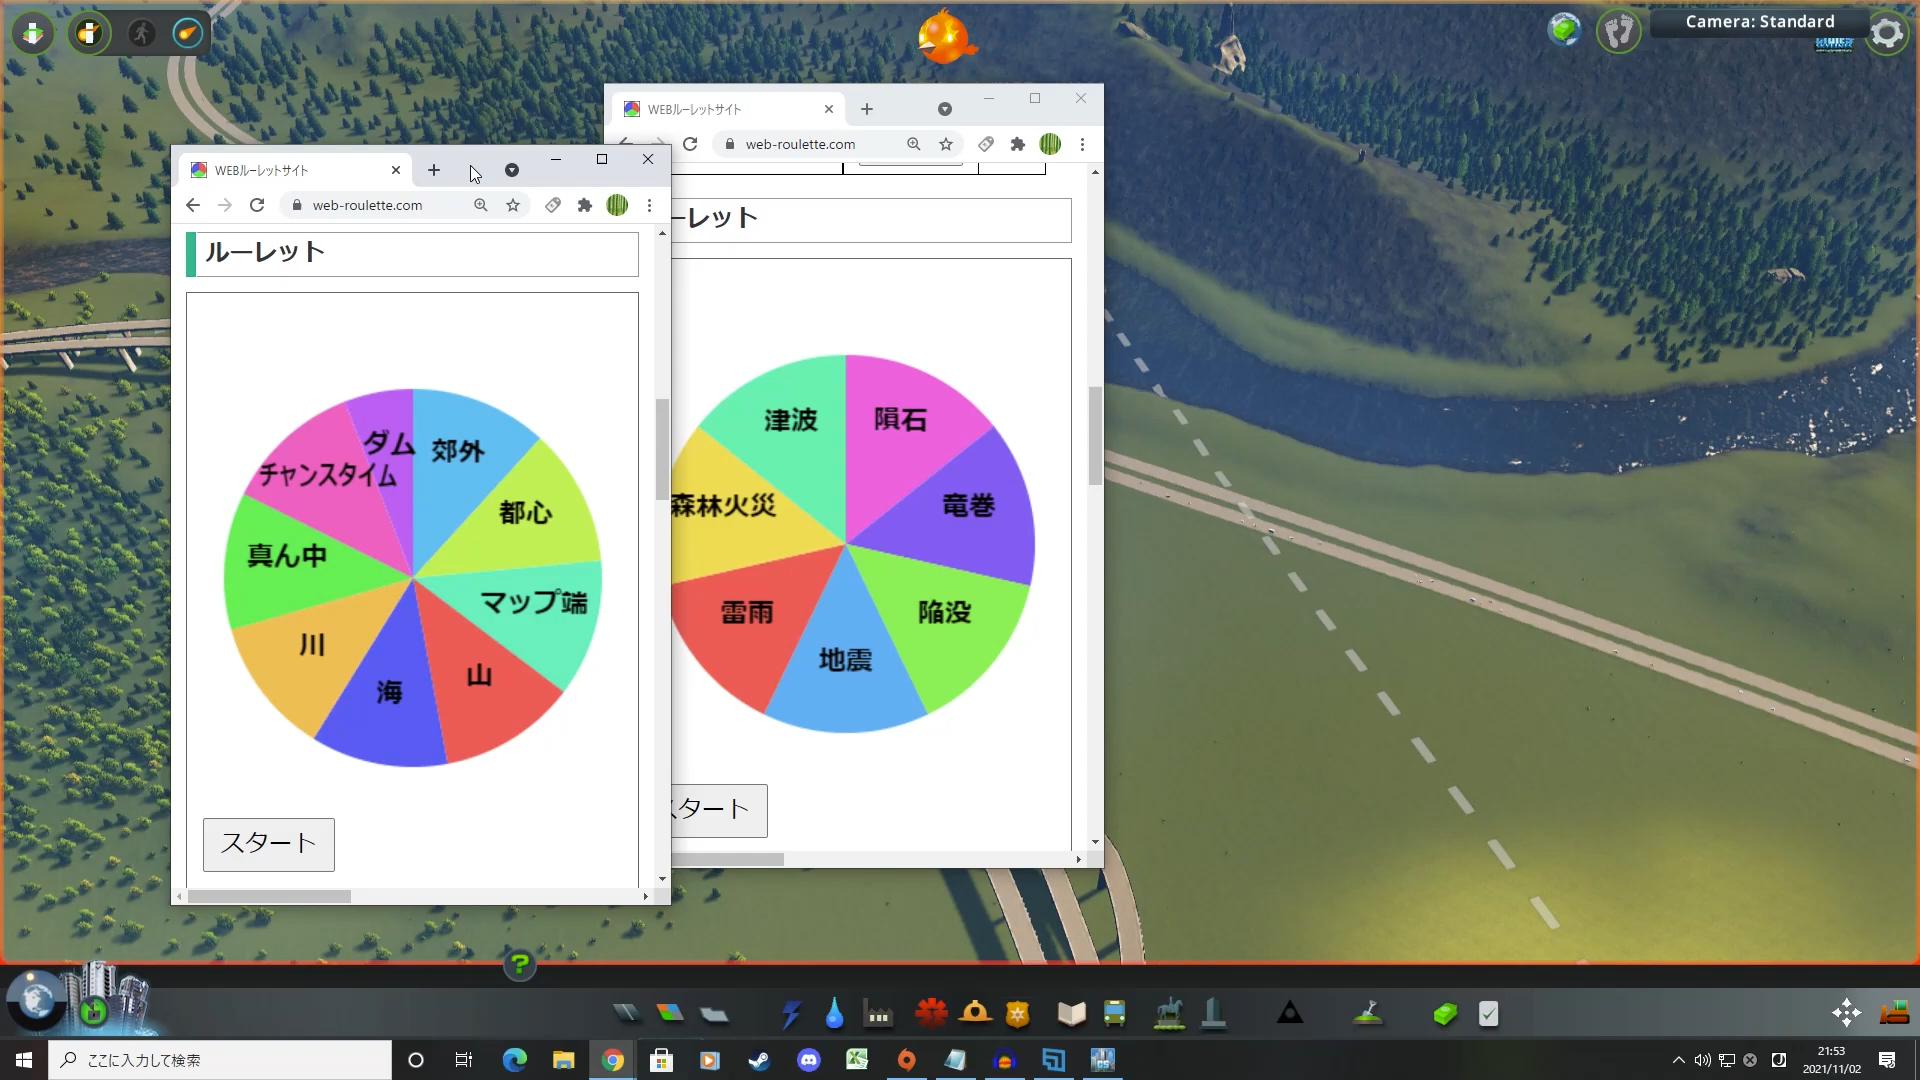 Camera: Standard
WEBルーレットサイト
web-roulette.com
ーレット
津波
隕石
竜巻
陥没
地震
雷雨
森林火災
スタート
WEBルーレットサイト
web-roulette.com
ルーレット
ダム
郊外
都心
マップ端
山
海
川
真ん中
チャンスタイム
スタート
?
ここに入力して検索
21:53
2021/11/02